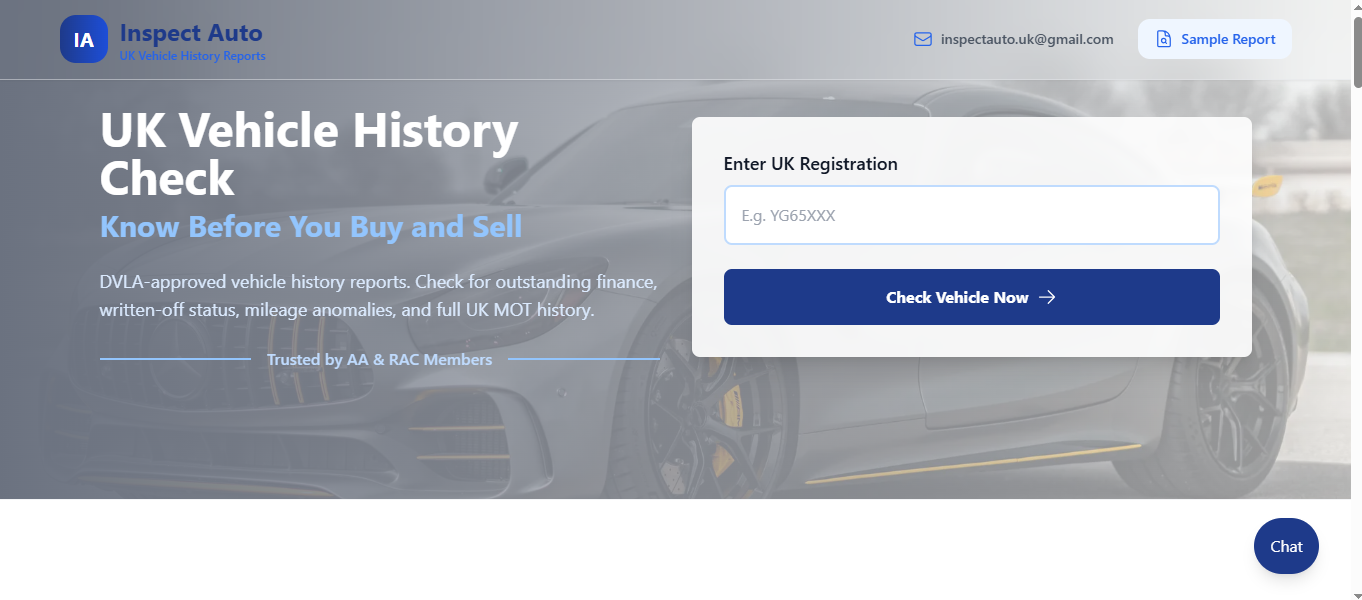 IA
Inspect Auto
UK Vehicle History Reports
inspectauto.uk@gmail.com
Sample Report
UK Vehicle History
Check
Know Before You Buy and Sell
DVLA-approved vehicle history reports. Check for outstanding finance,
written-off status, mileage anomalies, and full UK MOT history.
Trusted by AA & RAC Members
Enter UK Registration
E.g. YG65XXX
Check Vehicle Now
Chat